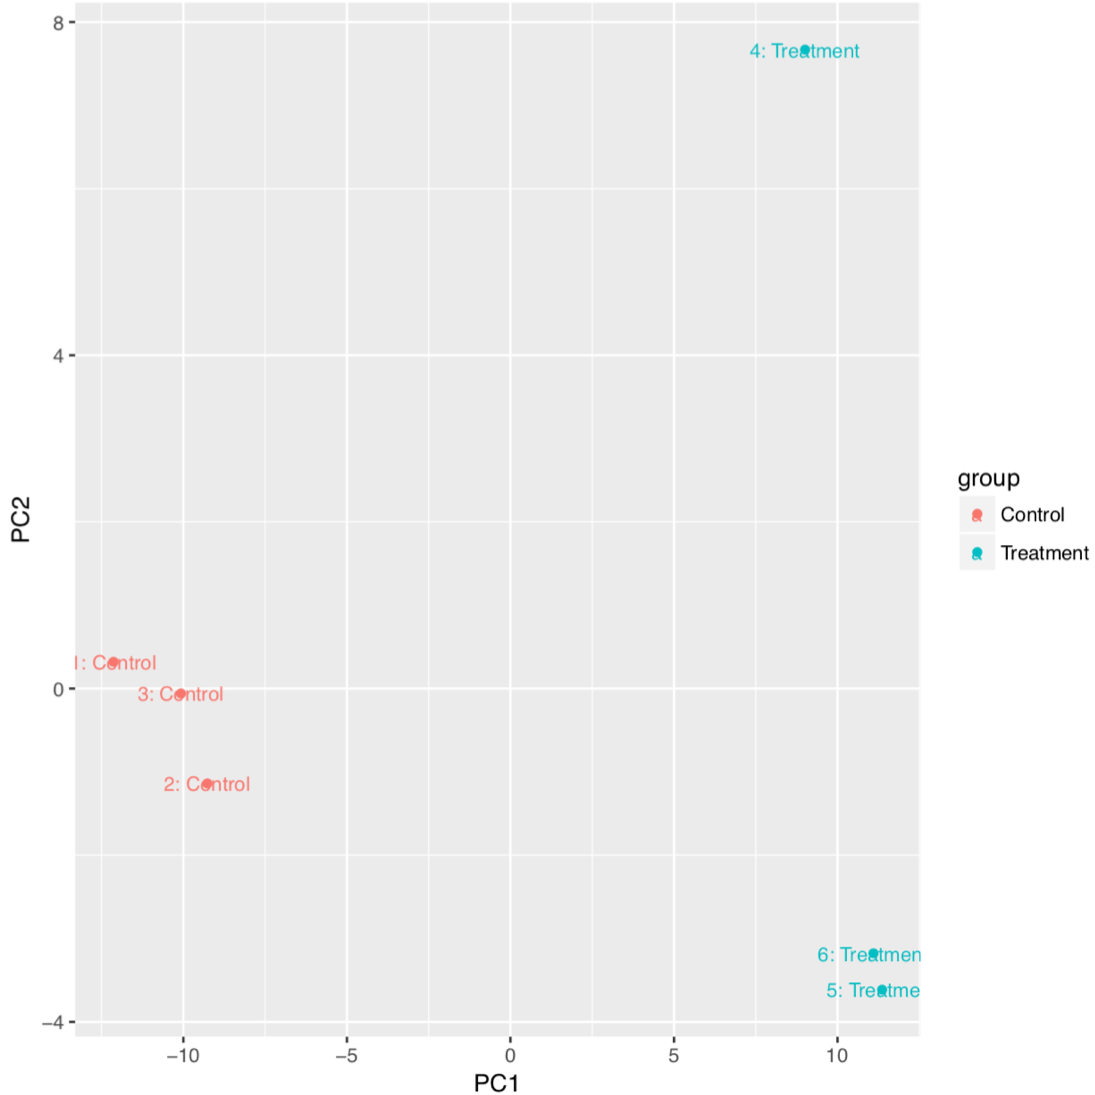 8
4: Treatment
4
PC2
group
Control
Treatment
1: Control
0
3: Control
2: Control
6: Treatmen
5: Treatme
−4
−10
−5
0
5
10
PC1